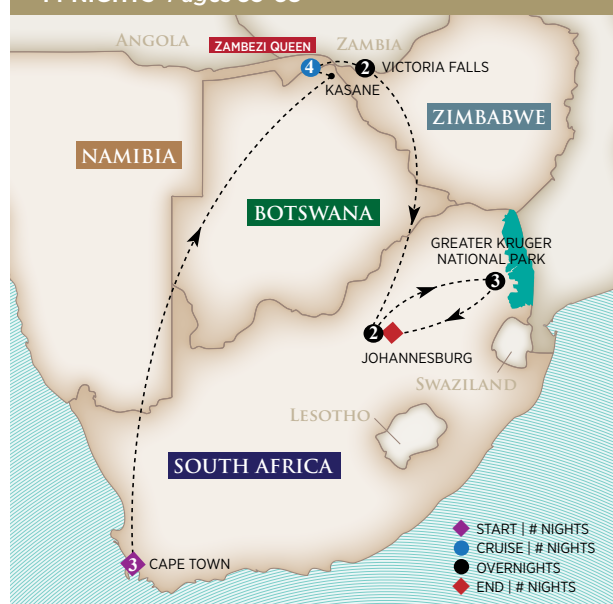 ANGOLA
ZAMBEZI QUEEN
ZAMBIA
4
2
VICTORIA FALLS
KASANE
ZIMBABWE
NAMIBIA
BOTSWANA
GREATER KRUGER
NATIONAL PARK
3
2
JOHANNESBURG
SWAZILAND
LESOTHO
SOUTH AFRICA
3
CAPE TOWN
START | # NIGHTS
CRUISE | # NIGHTS
OVERNIGHTS
END | # NIGHTS